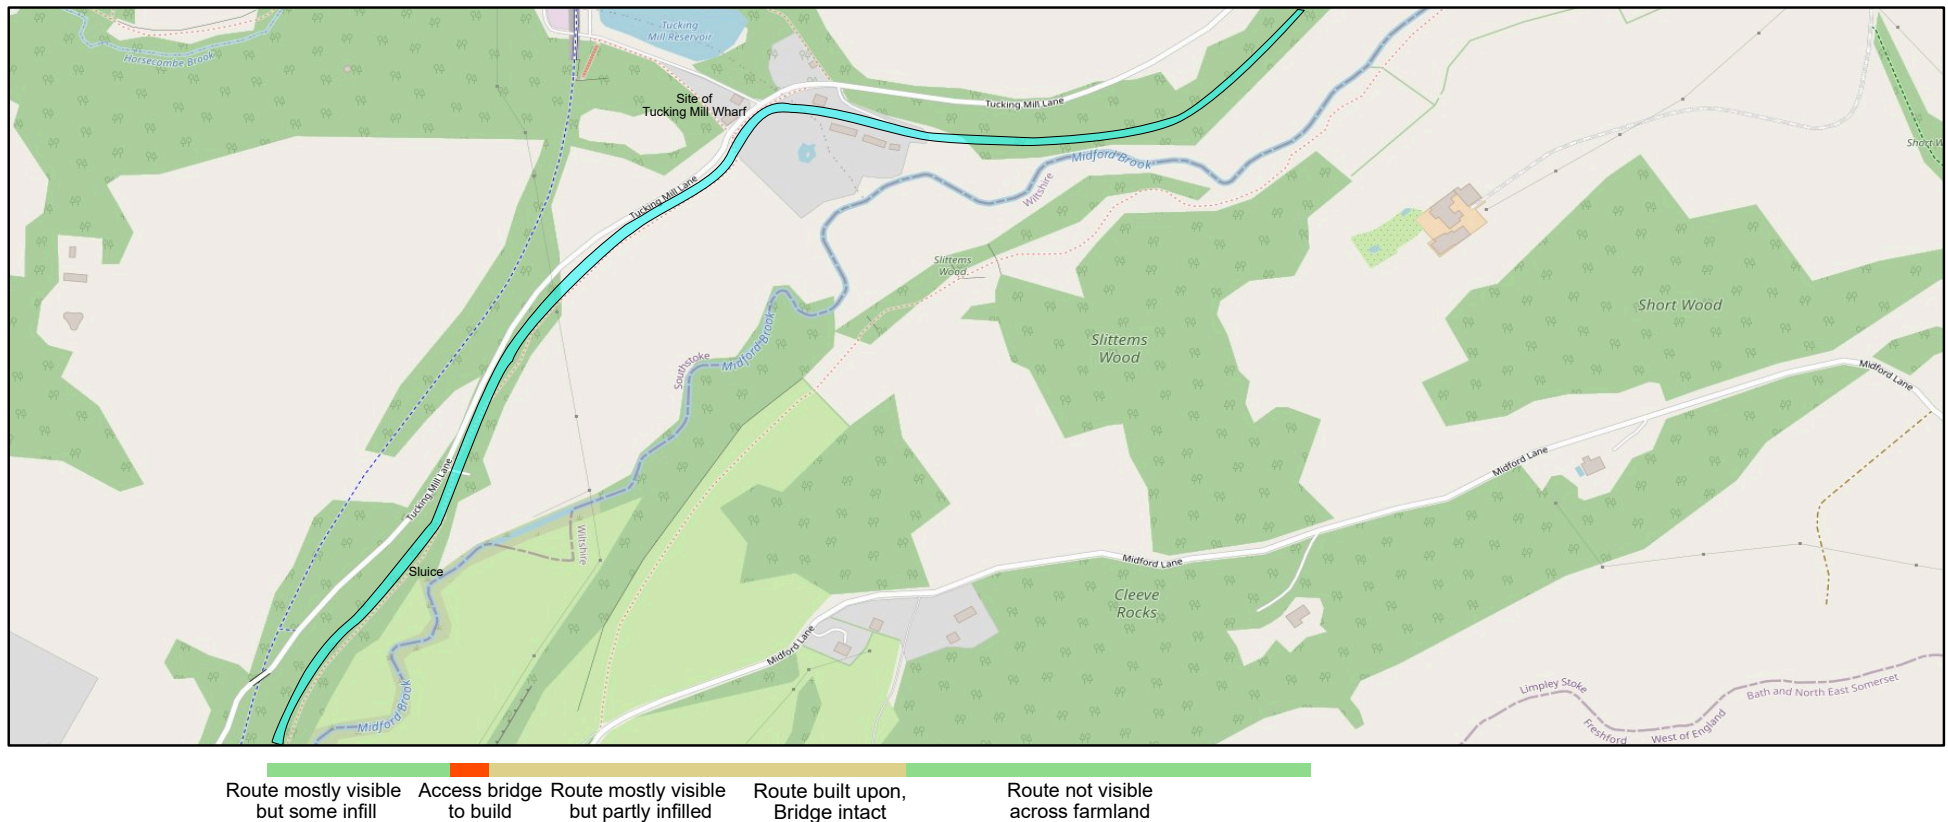 Tucking
Mill Reservoir
Horsecombe Brook
Site of
Tucking Mill Wharf
Tucking Mill Lane
Short W
Midford Brook
Wiltshire
Tucking Mill Lane
Slittems
Wood
Short Wood
Slittems
Wood
Midford Brook
Southstoke
Midford Lane
Midford Lane
Tucking Mill Lane
Wiltshire
Midford Lane
Sluice
Cleeve
Rocks
Midford Lane
Midford Brook
Limpley Stoke
Freshford
Bath and North East Somerset
West of England
Route mostly visible
but some infill
Access bridge
to build
Route mostly visible
but partly infilled
Route built upon,
Bridge intact
Route not visible
across farmland